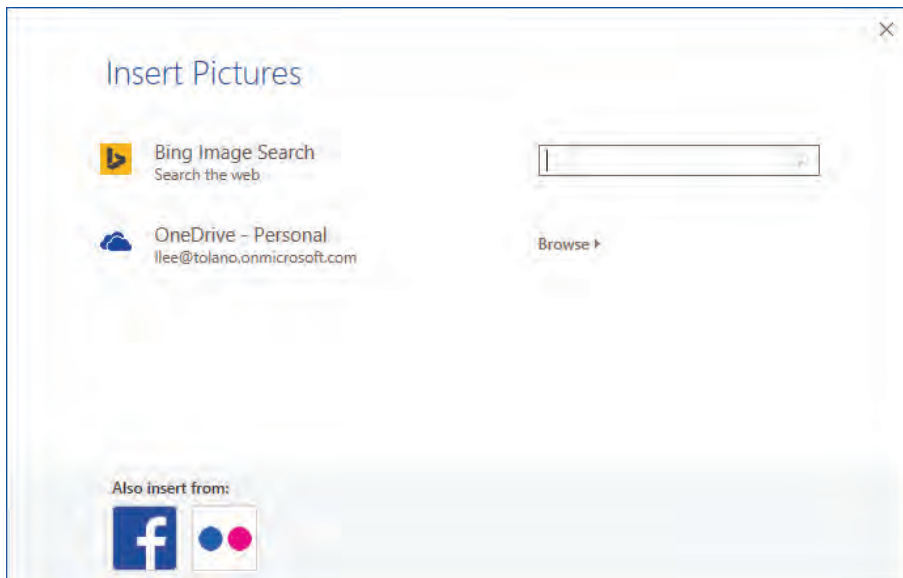 Insert Pictures
Bing Image Search
Search the web
OneDrive - Personal
llee@tolano.onmicrosoft.com
Browse
Also insert from: